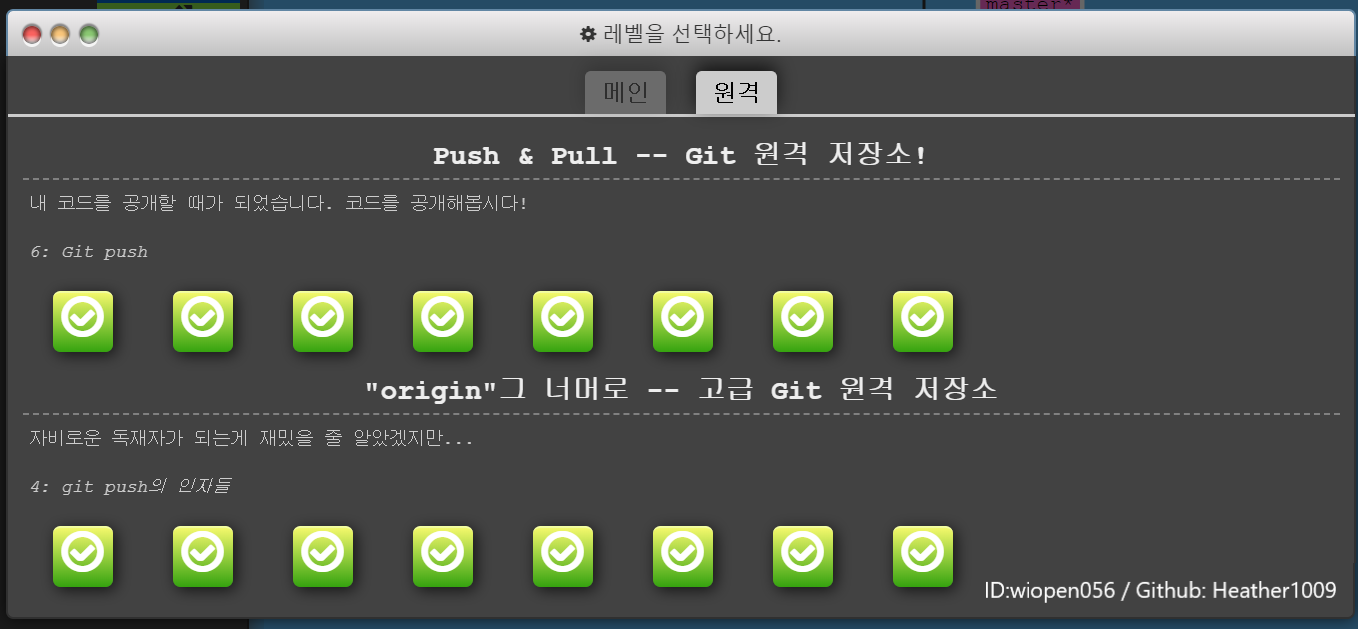 master*
레벨을 선택하세요.
메인 원격
Push & Pull -- Git 원격 저장소!
내 코드를 공개할 때가 되었습니다. 코드를 공개해봅시다!
6: Git push
"origin"그 너머로 -- 고급 Git 원격 저장소
자비로운 독재자가 되는게 재밌을 줄 알았겠지만...
4: git push의 인자들
ID:wiopen056 / Github: Heather1009